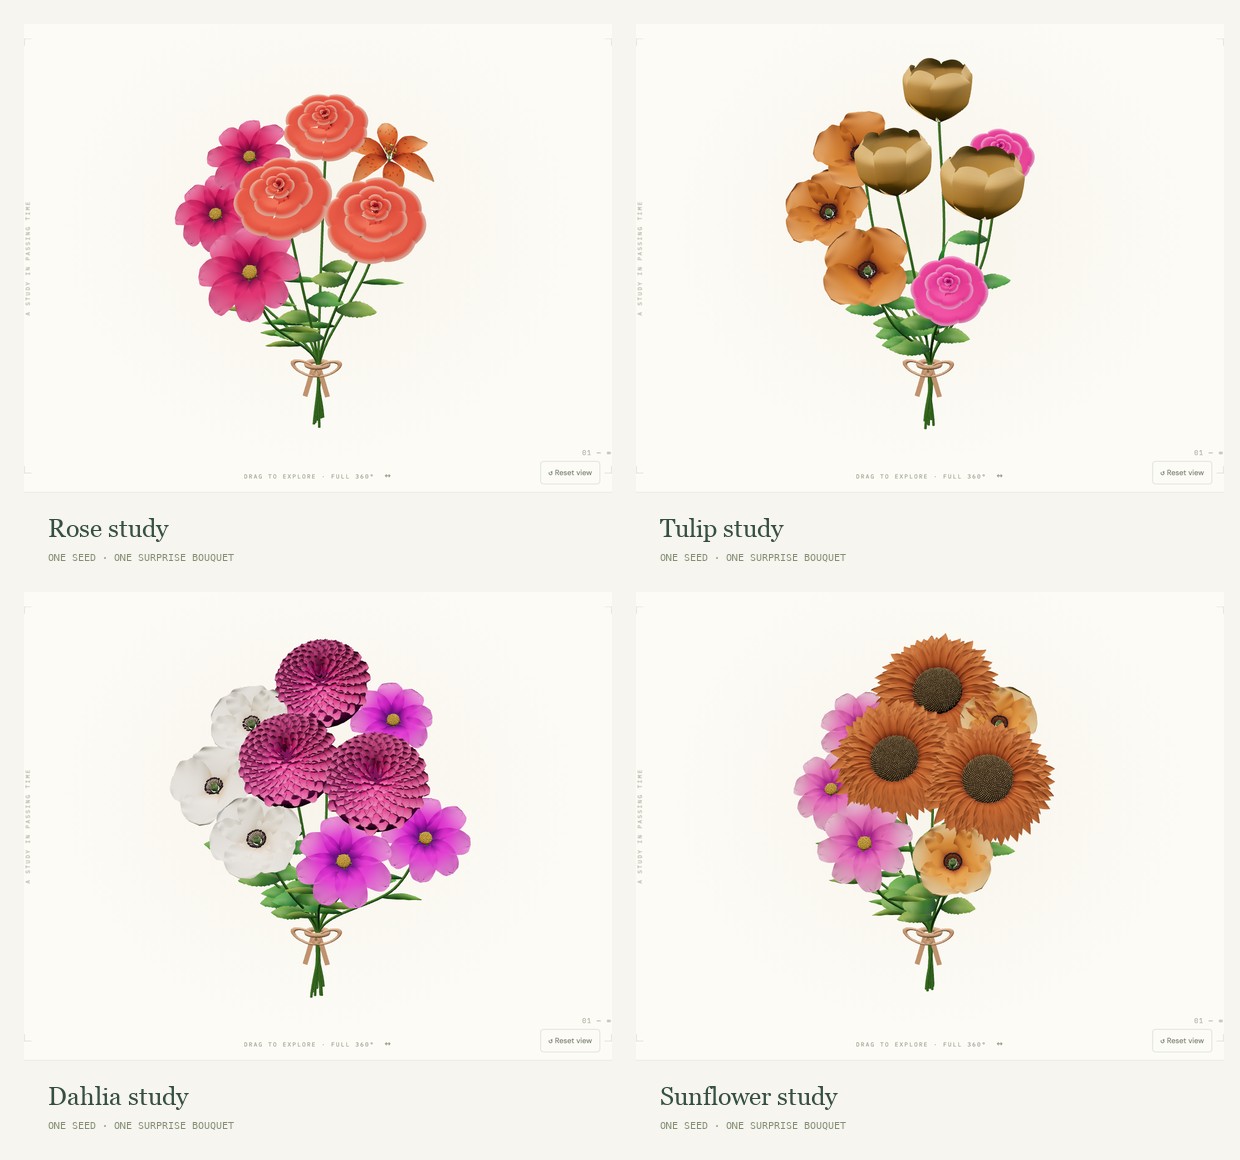 A STUDY IN PASSING TIME
DRAG TO EXPLORE · FULL 360°
01 —
↺ Reset view
Rose study
ONE SEED · ONE SURPRISE BOUQUET
A STUDY IN PASSING TIME
DRAG TO EXPLORE · FULL 360°
01 —
↺ Reset view
Tulip study
ONE SEED · ONE SURPRISE BOUQUET
A STUDY IN PASSING TIME
DRAG TO EXPLORE · FULL 360°
01 —
↺ Reset view
Dahlia study
ONE SEED · ONE SURPRISE BOUQUET
A STUDY IN PASSING TIME
DRAG TO EXPLORE · FULL 360°
01 —
↺ Reset view
Sunflower study
ONE SEED · ONE SURPRISE BOUQUET